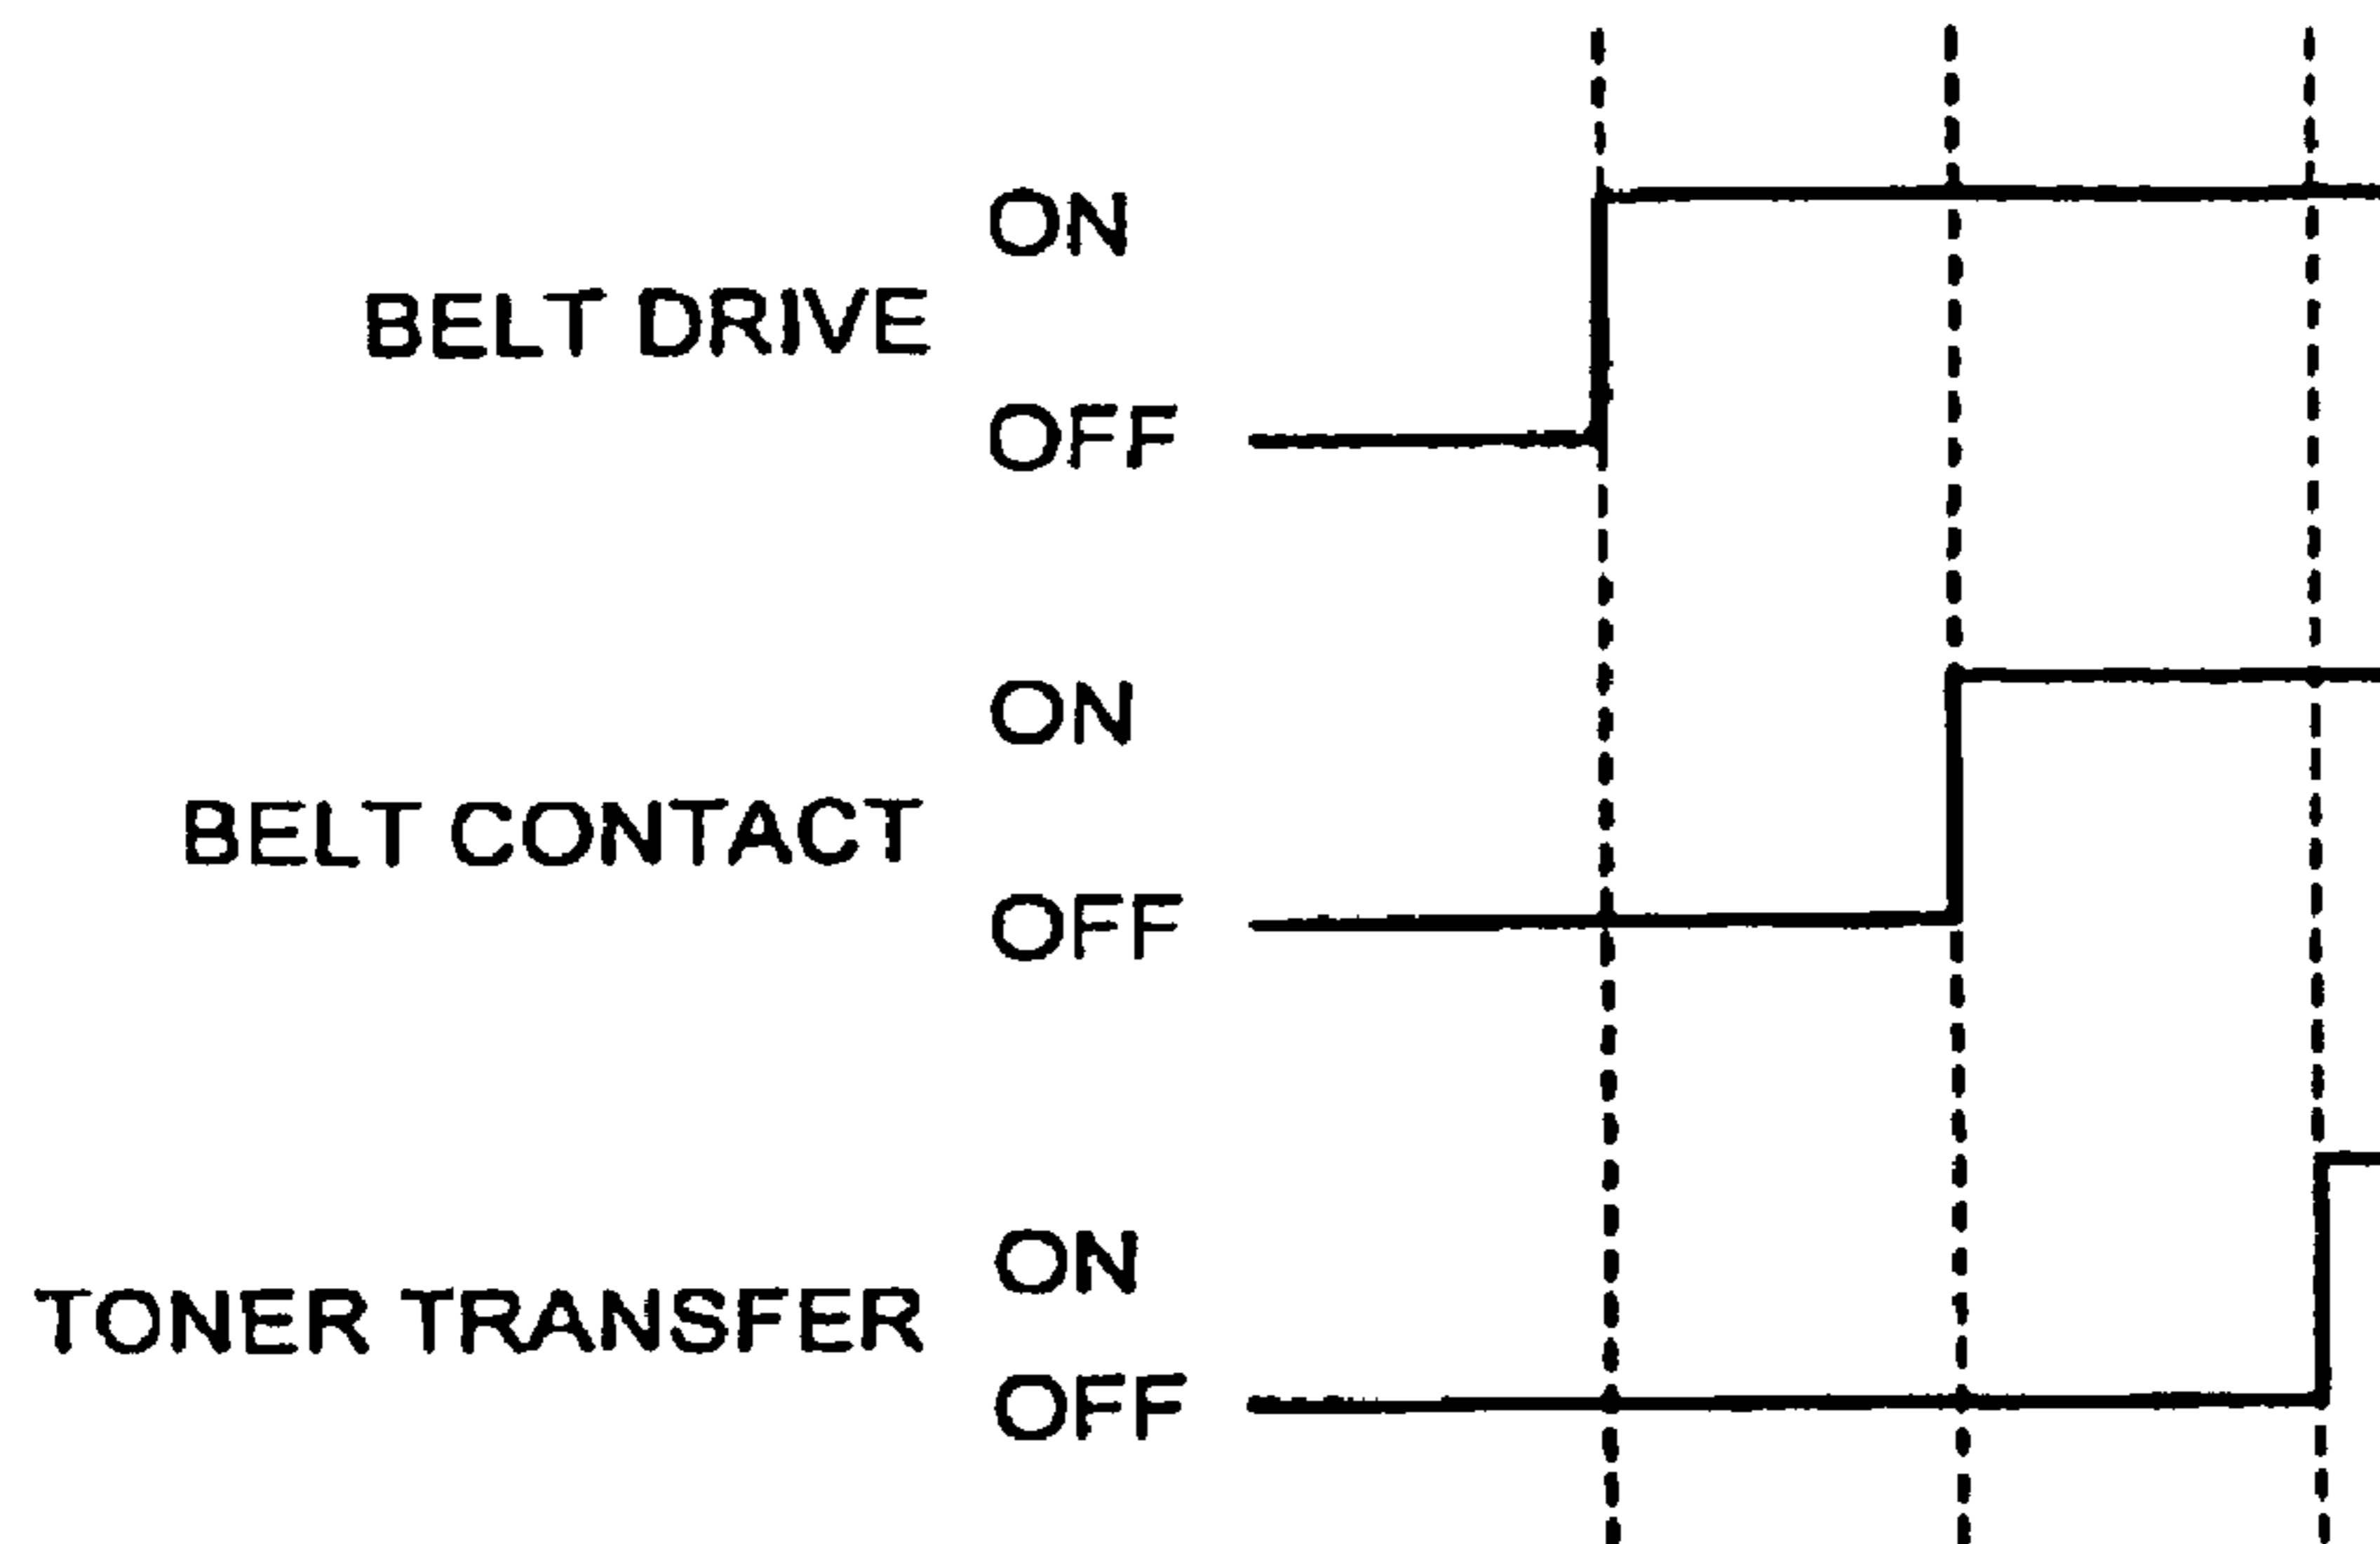 ON
BELT DRIVE
OFF
ON
BELT CONTACT
OFF
ON
TONER TRANSFER
OFF